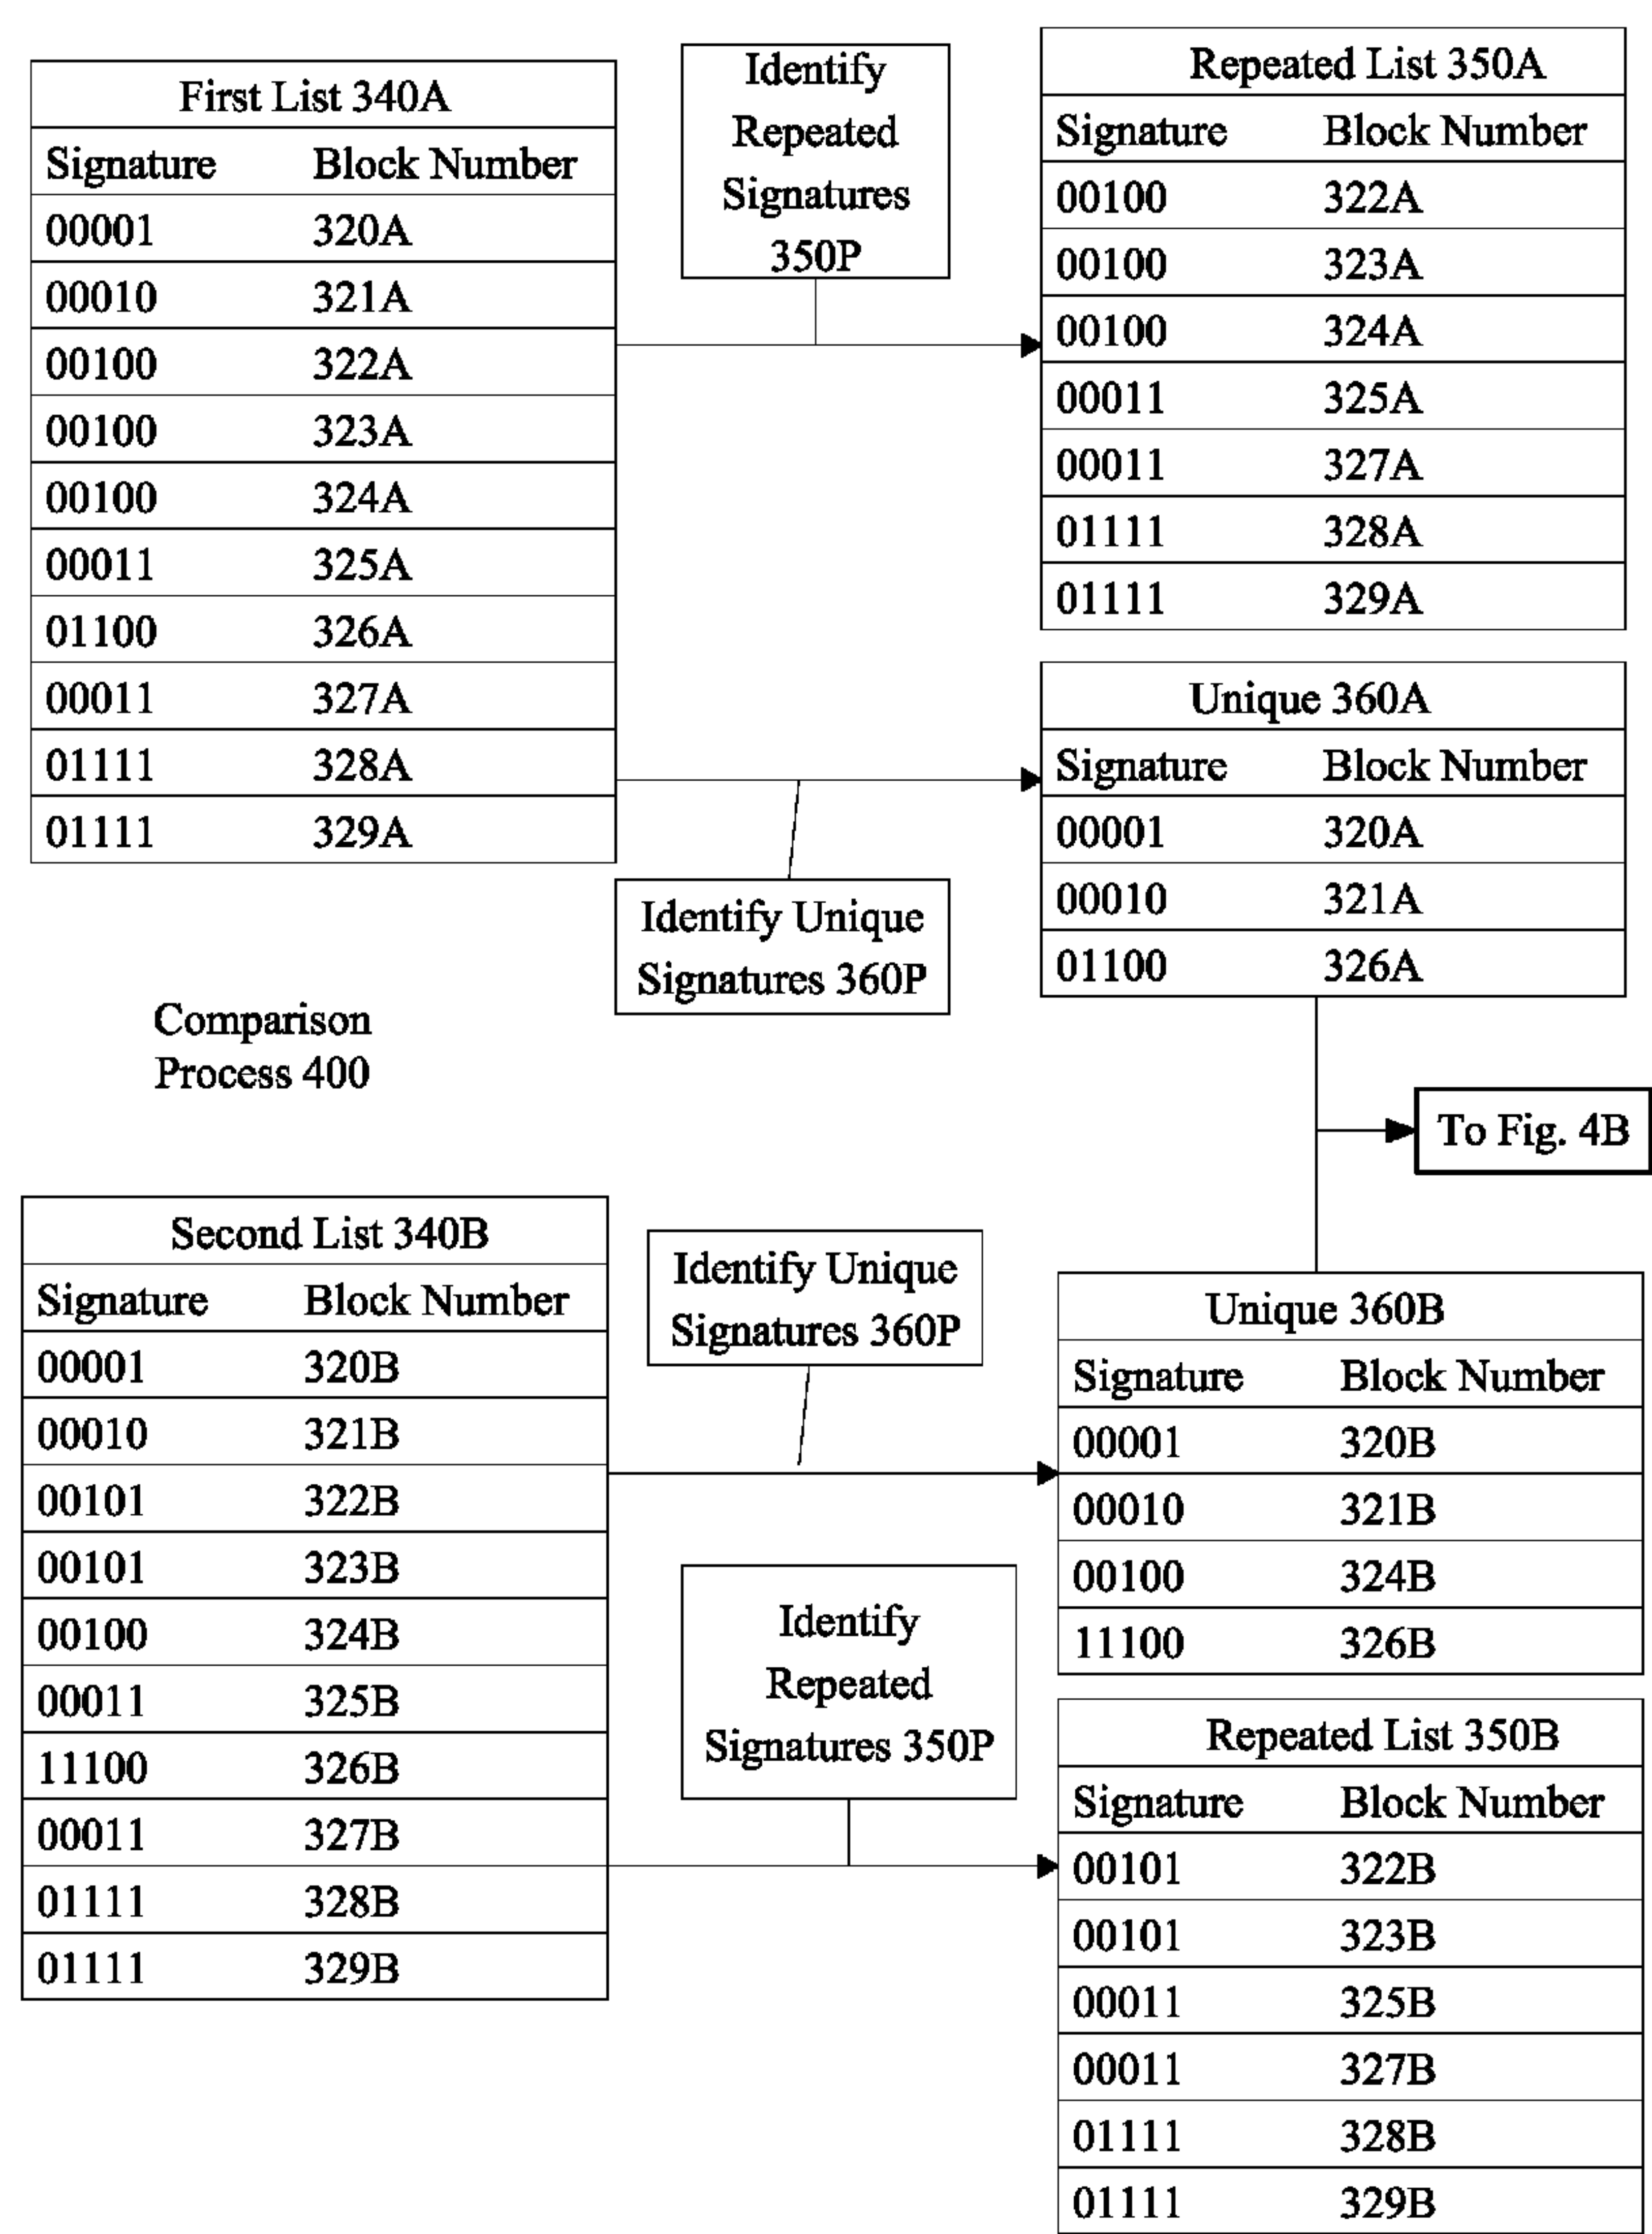 First List 340A
Signature Block Number
00001 320A
00010 321A
00100 322A
00100 323A
00100 324A
00011 325A
01100 326A
00011 327A
01111 328A
01111 329A
Identify
Repeated
Signatures
350P
Repeated List 350A
Signature Block Number
00100 322A
00100 323A
00100 324A
00011 325A
00011 327A
01111 328A
01111 329A
Identify Unique
Signatures 360P
Unique 360A
Signature Block Number
00001 320A
00010 321A
01100 326A
Comparison
Process 400
To Fig. 4B
Second List 340B
Signature Block Number
00001 320B
00010 321B
00101 322B
00101 323B
00100 324B
00011 325B
11100 326B
00011 327B
01111 328B
01111 329B
Identify Unique
Signatures 360P
Unique 360B
Signature Block Number
00001 320B
00010 321B
00100 324B
11100 326B
Identify
Repeated
Signatures 350P
Repeated List 350B
Signature Block Number
00101 322B
00101 323B
00011 325B
00011 327B
01111 328B
01111 329B